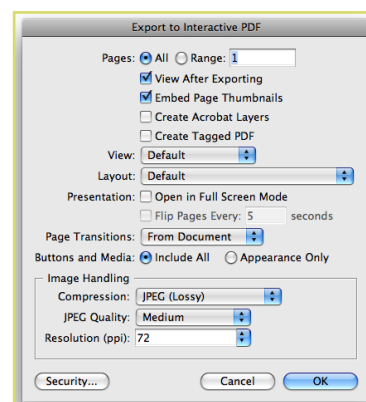 Export to Interactive PDF
Pages: All Range: 1
View After Exporting
Embed Page Thumbnails
Create Acrobat Layers
Create Tagged PDF
View: Default
Layout: Default
Presentation: Open in Full Screen Mode
Flip Pages Every: 5 seconds
Page Transitions: From Document
Buttons and Media: Include All Appearance Only
Image Handling
Compression: JPEG (Lossy)
JPEG Quality: Medium
Resolution (ppi): 72
Security... Cancel OK